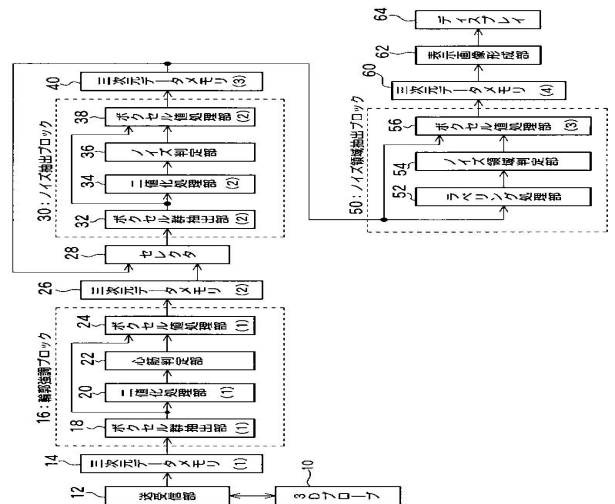 10
3Dプローブ
12
送受信部
14
三次元データメモリ
(1)
16：輪郭強調ブロック
18
ボクセル群抽出部
(1)
20
二値化処理部
(1)
22
心筋判定部
24
ボクセル値処理部
(1)
26
三次元データメモリ
(2)
28
セレクタ
30：ノイズ抽出ブロック
32
ボクセル群抽出部
(2)
34
二値化処理部
(2)
36
ノイズ判定部
38
ボクセル値処理部
(2)
40
三次元データメモリ
(3)
50：ノイズ領域抽出ブロック
52
ラベリング処理部
54
ノイズ領域判定部
56
ボクセル値処理部
(3)
60
三次元データメモリ
(4)
62
表示画像形成部
64
ディスプレイ